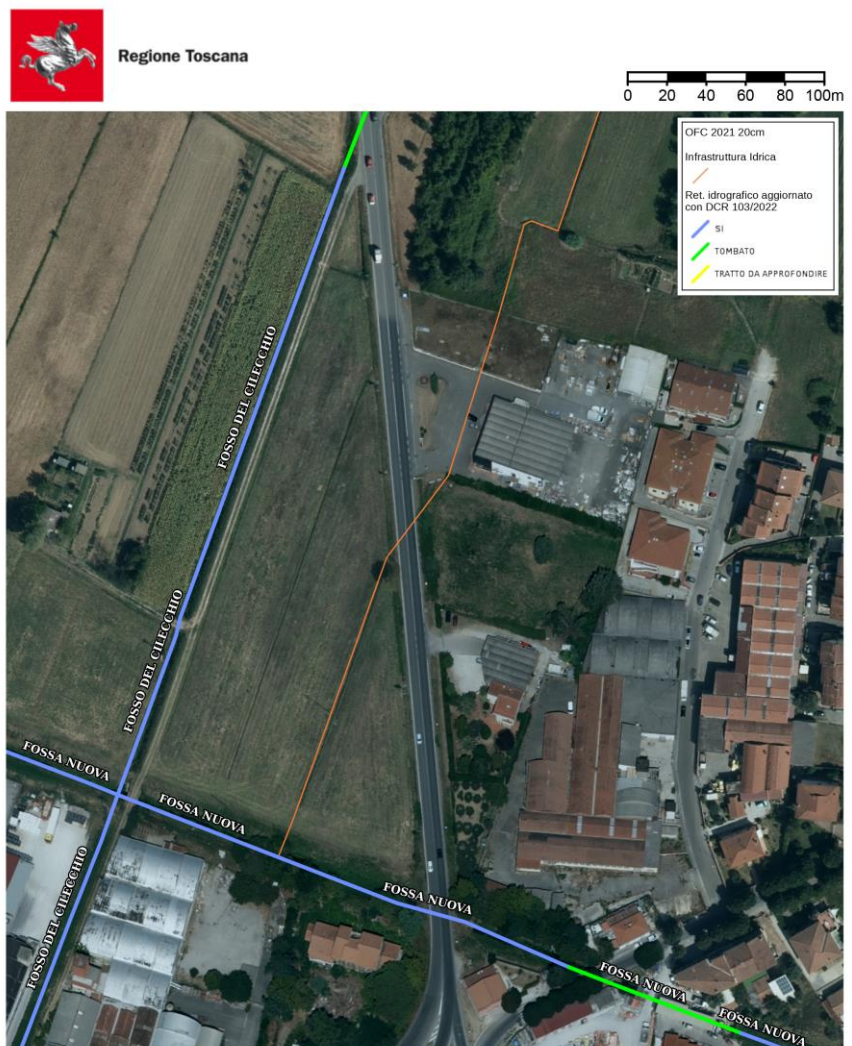 Regione Toscana
0 20 40 60 80 100m
OFC 2021 20cm
Infrastruttura Idrica
Ret. idrografico aggiornato
con DCR 103/2022
SI
TOMBATO
TRATTO DA APPROFONDIRE
FOSSO DEL CILECCHIO
FOSSO DEL CILECCHIO
FOSSA NUOVA
FOSSA NUOVA
FOSSO DEL CILECCHIO
FOSSA NUOVA
FOSSA NUOVA
FOSSA NUOVA